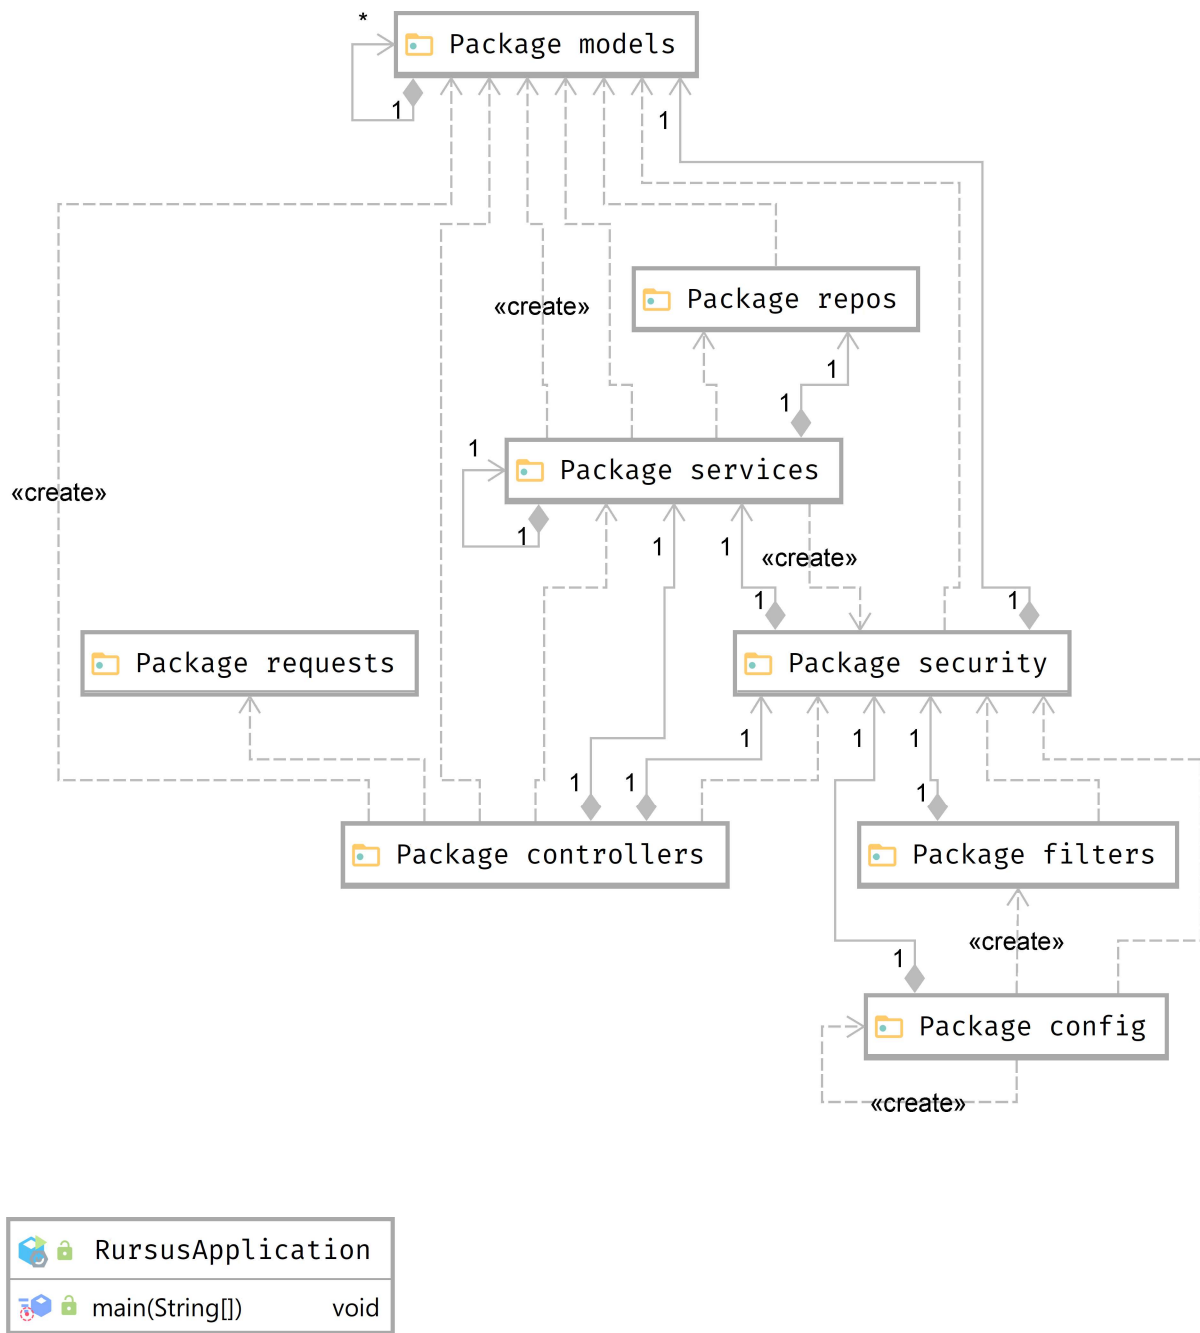 *
Package models
1
1
Package repos
«create»
1
1
1
Package services
«create»
1
1
1
«create»
1
1
Package requests
Package security
1
1
1
1
1
1
Package controllers
Package filters
«create»
1
Package config
«create»
RursusApplication
main(String[]) void